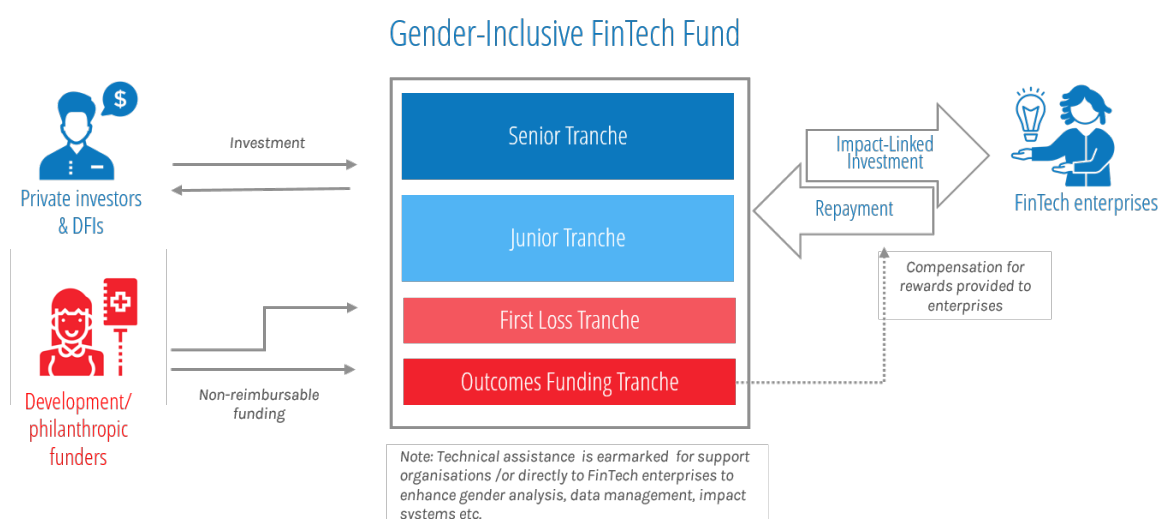 Gender-Inclusive FinTech Fund
$
Investment
Private investors
& DFIs
Senior Tranche
Junior Tranche
First Loss Tranche
Outcomes Funding Tranche
Impact-Linked
Investment
Repayment
FinTech enterprises
Compensation for
rewards provided to
enterprises
Non-reimbursable
funding
Development/
philanthropic
funders
Note: Technical assistance is earmarked for support
organisations /or directly to FinTech enterprises to
enhance gender analysis, data management, impact
systems etc.